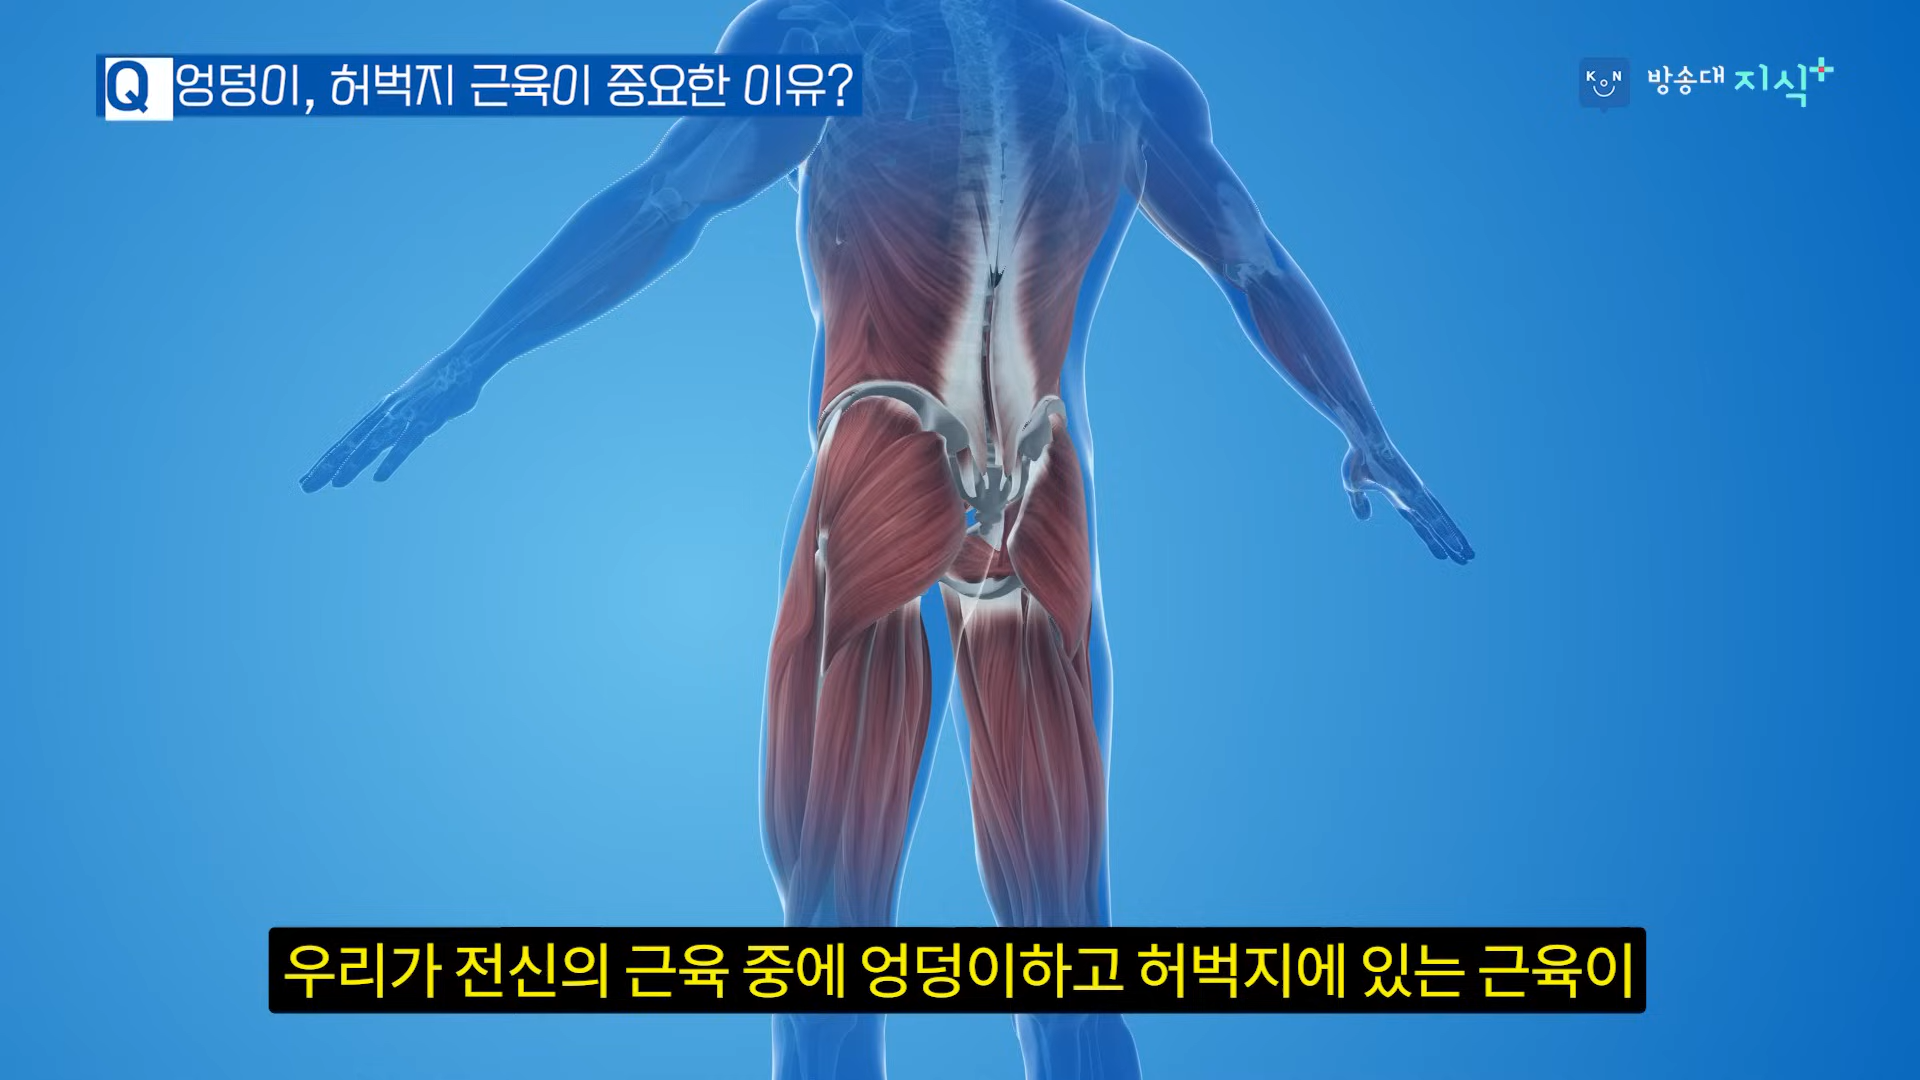 Q 엉덩이, 허벅지 근육이 중요한 이유?
KON 방송대 지식+
우리가 전신의 근육 중에 엉덩이하고 허벅지에 있는 근육이